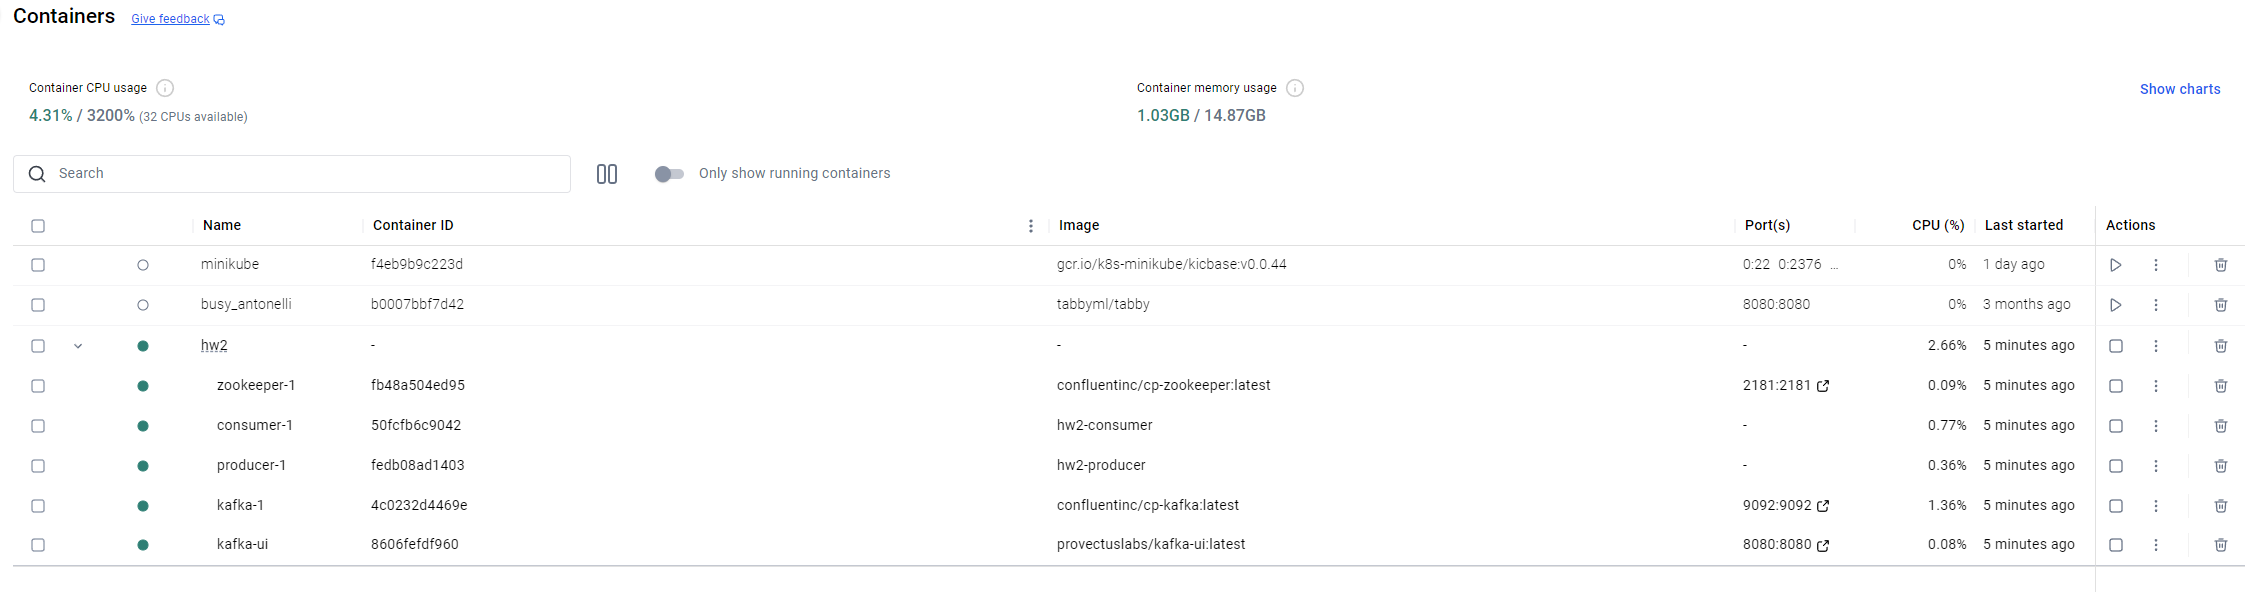 Containers Give feedback
Container CPU usage
4.31% / 3200% (32 CPUs available)
Container memory usage
1.03GB / 14.87GB
Show charts
Search
Only show running containers
Name Container ID Image Port(s) CPU (%) Last started Actions
minikube f4eb9b9c223d gcr.io/k8s-minikube/kicbase:v0.0.44 0:22 0:2376 ... 0% 1 day ago
busy_antonelli b0007bbf7d42 tabbyml/tabby 8080:8080 0% 3 months ago
hw2 - - - 2.66% 5 minutes ago
zookeeper-1 fb48a504ed95 confluentinc/cp-zookeeper:latest 2181:2181 0.09% 5 minutes ago
consumer-1 50fcfb6c9042 hw2-consumer - 0.77% 5 minutes ago
producer-1 fedb08ad1403 hw2-producer - 0.36% 5 minutes ago
kafka-1 4c0232d4469e confluentinc/cp-kafka:latest 9092:9092 1.36% 5 minutes ago
kafka-ui 8606fefdf960 provectuslabs/kafka-ui:latest 8080:8080 0.08% 5 minutes ago